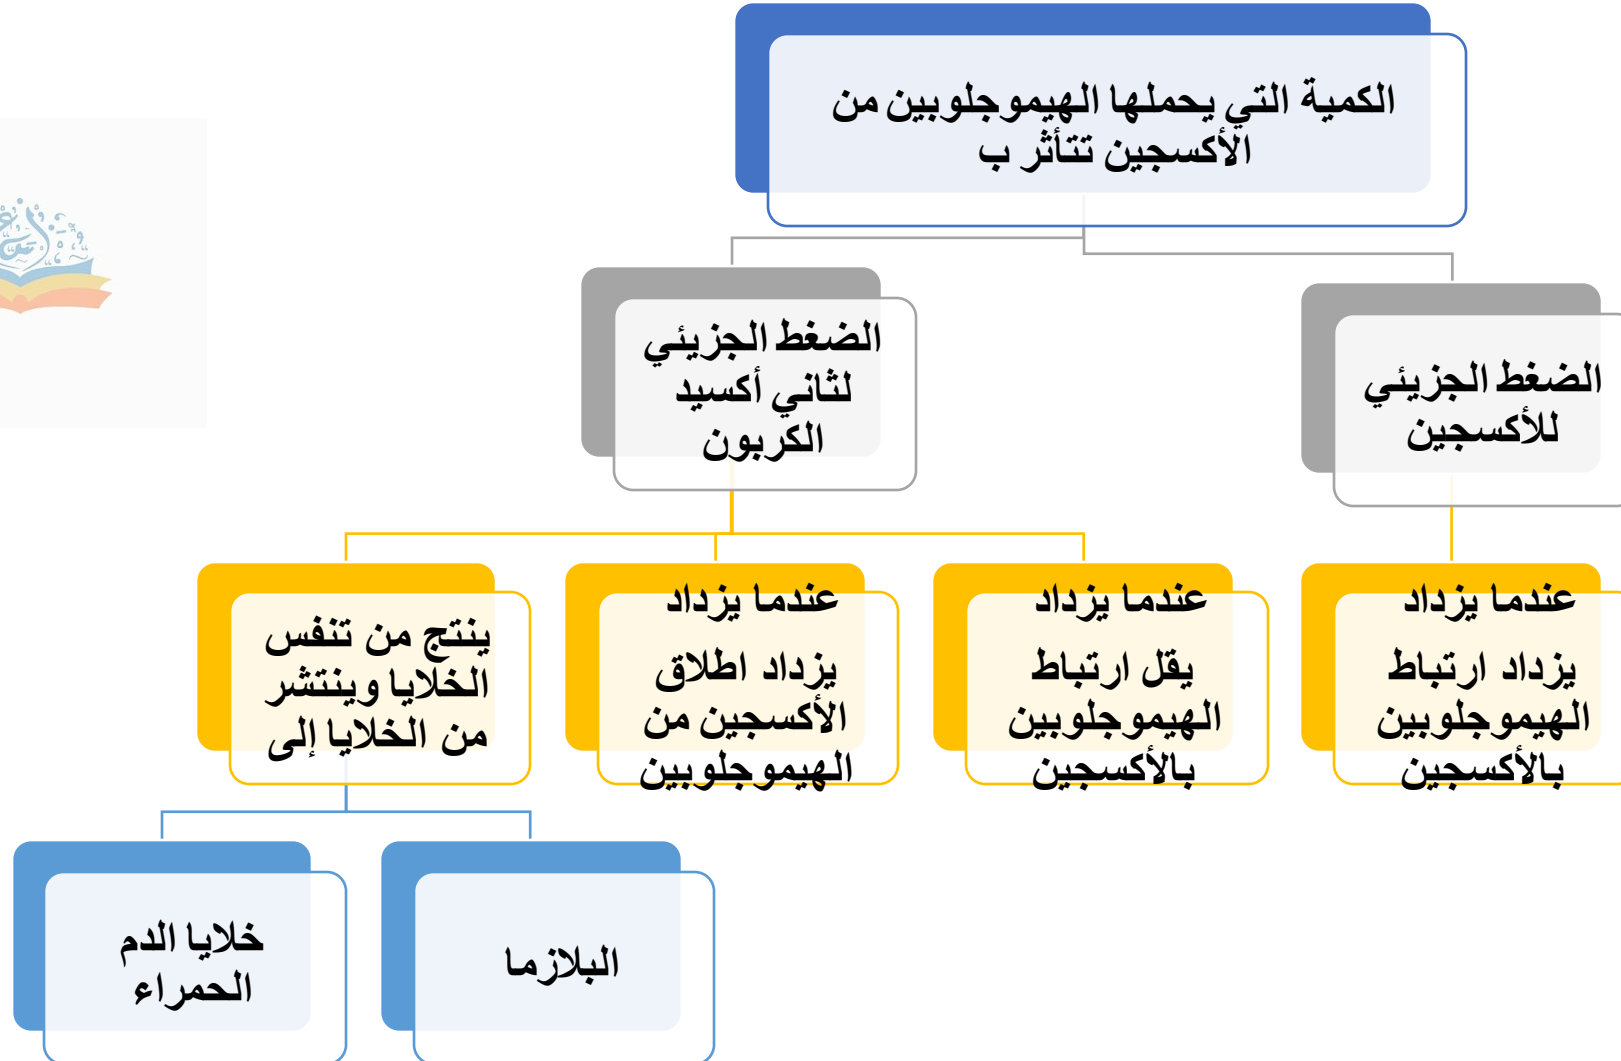 الكمية التي يحملها الهيموجلوبين من
الأكسجين تتأثر ب
الضغط الجزيئي
للأكسجين
الضغط الجزيئي
لثاني أكسيد
الكربون
عندما يزداد
يزداد ارتباط
الهيموجلوبين
بالأكسجين
عندما يزداد
يقل ارتباط
الهيموجلوبين
بالأكسجين
عندما يزداد
يزداد اطلاق
الأكسجين من
الهيموجلوبين
ينتج من تنفس
الخلايا وينتشر
من الخلايا إلى
البلازما
خلايا الدم
الحمراء